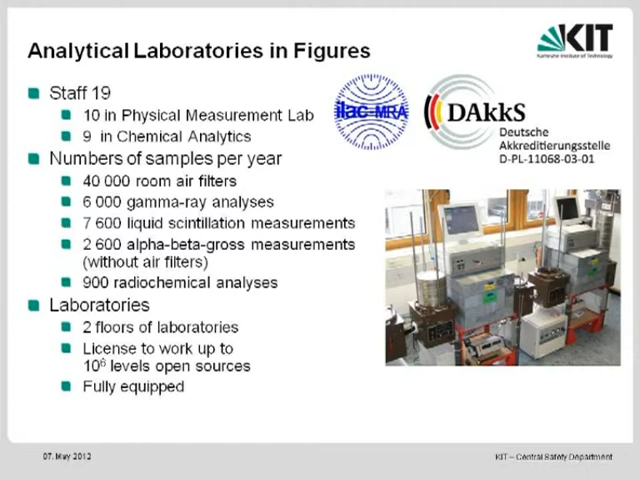 Analytical Laboratories in Figures
KIT
Karlsruhe Institute of Technology
Staff 19
10 in Physical Measurement Lab
9 in Chemical Analytics
ilac-MRA
DAkkS
Deutsche
Akkreditierungsstelle
D-PL-11068-03-01
Numbers of samples per year
40 000 room air filters
6 000 gamma-ray analyses
7 600 liquid scintillation measurements
2 600 alpha-beta-gross measurements
(without air filters)
900 radiochemical analyses
Laboratories
2 floors of laboratories
License to work up to
10⁶ levels open sources
Fully equipped
07. May 2012
KIT – Central Safety Department